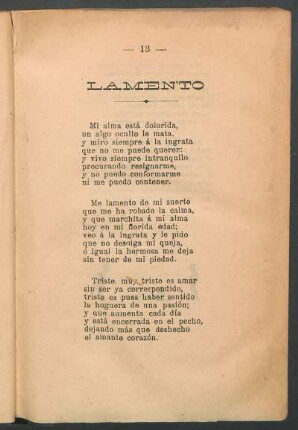 — 13 —
LAMENTO
Mi alma está dolorida,
un algo oculto le mata,
y miro siempre á la ingrata
que no me puede querer:
y vivo siempre intranquilo
procurando resignarme,
y no puedo conformarme
ni me puedo contener.
Me lamento de mi suerte
que me ha robado la calma,
y que marchita á mi alma
hoy en mi florida edad;
veo á la ingrata y le pido
que no desoiga mi queja,
é igual la hermosa me deja
sin tener de mi piedad.
Triste, muy triste es amar
sin ser ya correspondido,
triste es pues haber sentido
la hoguera de una pasión;
y que aumenta cada día
y está encerrada en el pecho,
dejando más que deshecho
el amante corazón.